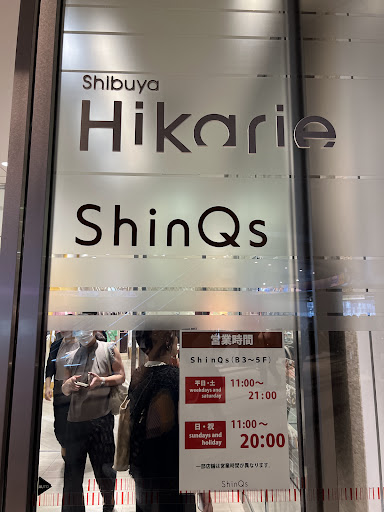 Shibuya
Hikarie
ShinQs
営業時間
ShinQs(B3〜5F)
平日・土
weekdays and
saturday
11:00〜
21:00
日・祝
sundays and
holiday
11:00〜
20:00
一部店舗は営業時間が異なります。
ShinQs